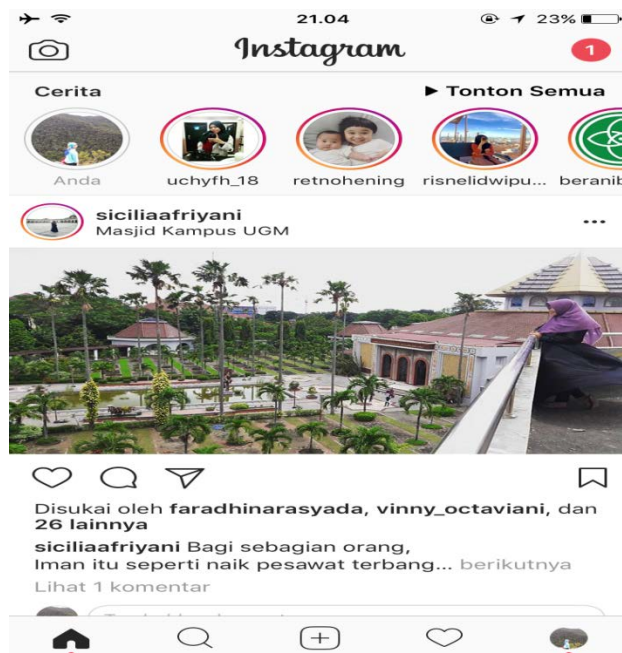 21.04
23%
Instagram
1
Cerita
▶ Tonton Semua
Anda
uchyfh_18
retnohening
risnelidwipu...
beranib
siciliaafriyani
Masjid Kampus UGM
Disukai oleh faradhinarasyada, vinny_octaviani, dan
26 lainnya
siciliaafriyani Bagi sebagian orang,
Iman itu seperti naik pesawat terbang... berikutnya
Lihat 1 komentar